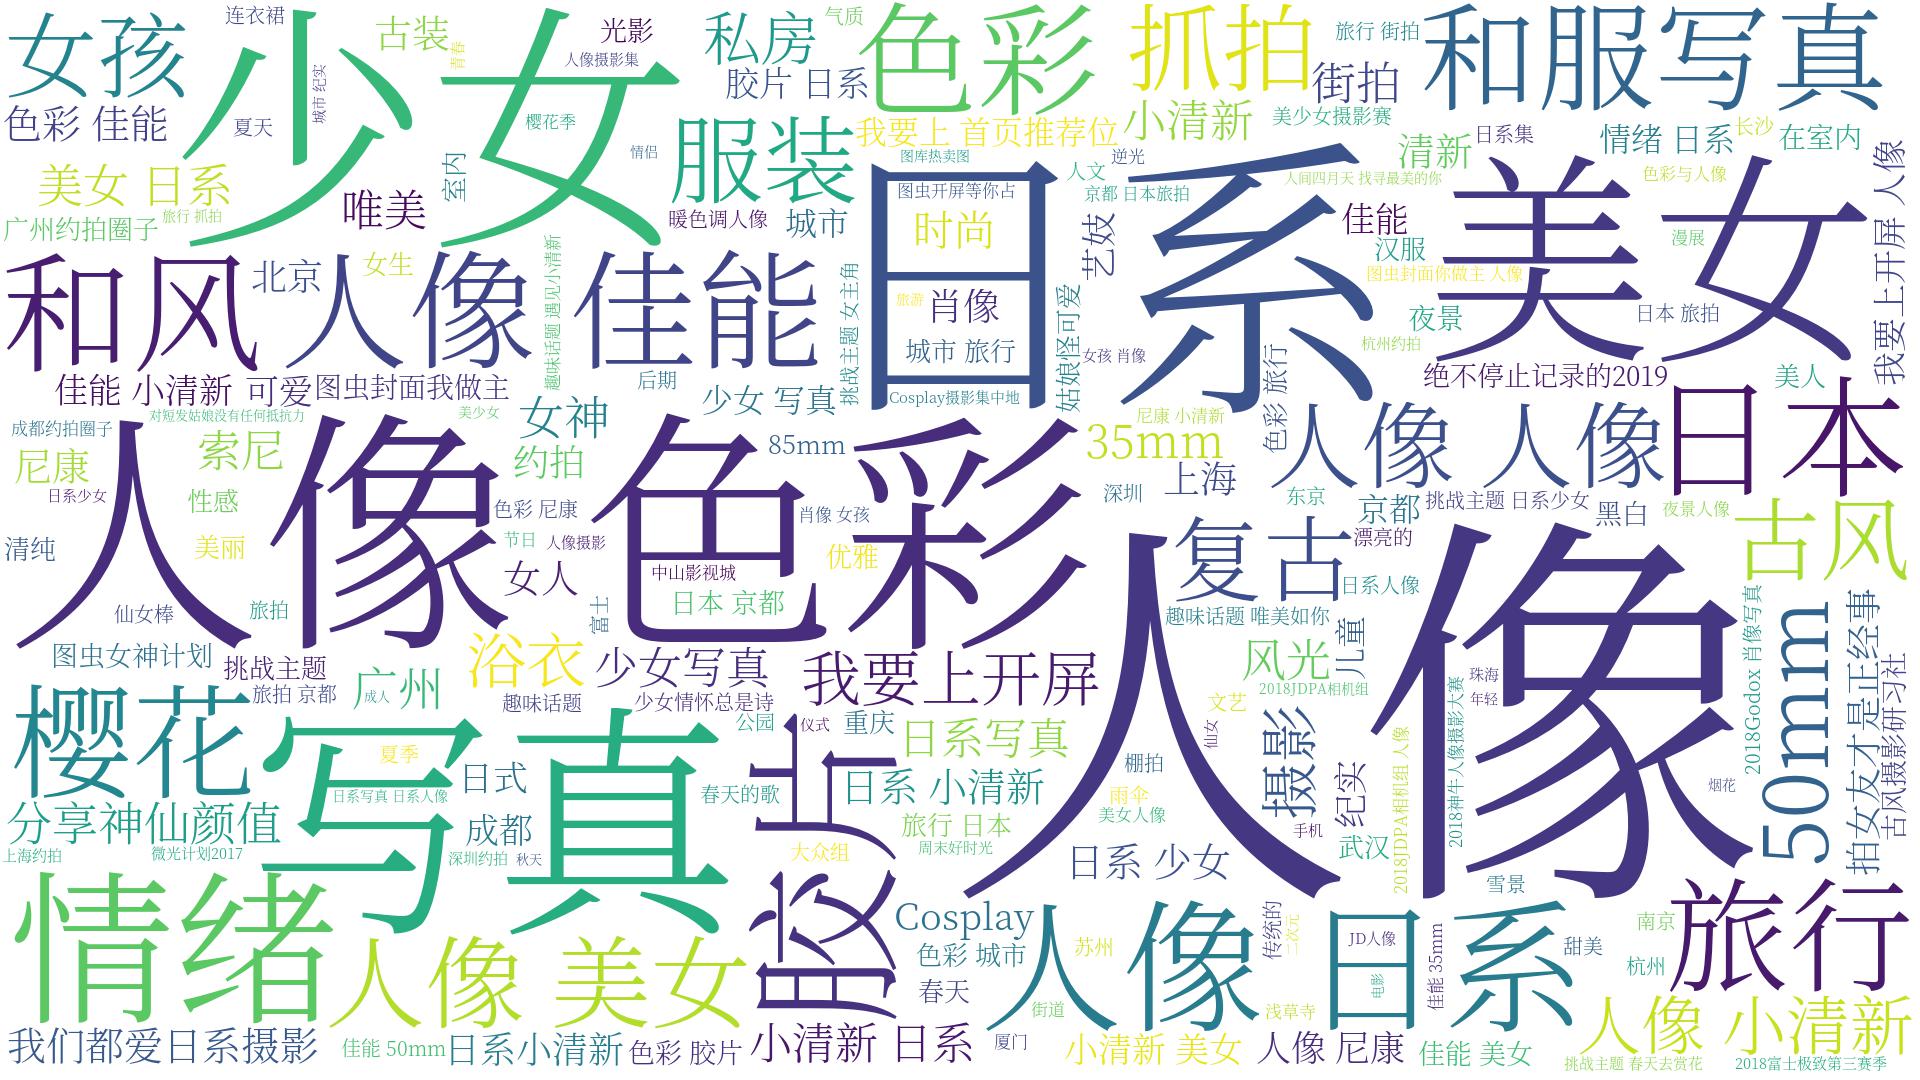 女孩
连衣裙
少女
古装
青春
光影
人像摄影集
私房
气质
色彩
抓拍
旅行 街拍
和服写真
城市 纪实
胶片 日系
街拍
色彩 佳能
夏天
樱花季
情侣
服装
我要上 首页推荐位
小清新
美少女摄影赛
清新
日系集
情绪 日系
长沙
在室内
美女 日系
唯美
室内
图库热卖图
人文
逆光
日系
人间四月天 找寻最美的你
美女
色彩与人像
我要上开屏 人像
广州约拍圈子
旅行 抓拍
暖色调人像
城市
图虫开屏等你占
时尚
京都 日本旅拍
艺妓
佳能
汉服
漫展
和风
北京
人像
女生
趣味话题 遇见小清新
佳能
挑战主题 女主角
旅游
肖像
城市 旅行
姑娘怪可爱
图虫封面你做主 人像
夜景
日本 旅拍
杭州约拍
女孩 肖像
色彩 旅行
佳能 小清新
可爱
图虫封面我做主
后期
少女 写真
Cosplay摄影集中地
绝不停止记录的2019
美人
对短发姑娘没有任何抵抗力
美少女
女神
尼康 小清新
成都约拍圈子
人像 色彩
索尼
约拍
85mm
35mm
人像 人像
日本
尼康
日系少女
性感
色彩 尼康
肖像 女孩
深圳
上海
东京
京都
挑战主题 日系少女
黑白
夜景人像
古风
清纯
美丽
节日
人像摄影
优雅
复古
漂亮的
女人
中山影视城
日本 京都
人像
日系人像
仙女棒
旅拍
富士
趣味话题 唯美如你
儿童
2018Godox 肖像写真
50mm
拍女友才是正经事
图虫女神计划
挑战主题
浴衣
少女写真
我要上开屏
风光
古风摄影研习社
樱花
旅拍 京都
广州
成人
趣味话题
少女情怀总是诗
2018JDPA相机组
2018神牛人像摄影大赛
珠海
年轻
写真
夏季
公园
仪式
重庆
日系写真
文艺
仙女
摄影
日式
胶片
棚拍
纪实
2018JDPA相机组 人像
烟花
日系写真 日系人像
春天的歌
日系 小清新
雨伞
美女人像
分享神仙颜值
成都
旅行 日本
手机
上海约拍
微光计划2017
深圳约拍
秋天
大众组
周末好时光
日系 少女
武汉
雪景
情绪
旅行
Cosplay
人像 日系
传统的
二次元
JD人像
电影
佳能 35mm
南京
人像 美女
色彩 城市
苏州
甜美
杭州
春天
街道
浅草寺
人像 小清新
我们都爱日系摄影
佳能 50mm
日系小清新
色彩 胶片
小清新 日系
厦门
小清新 美女
人像 尼康
佳能 美女
挑战主题 春天去赏花
2018富士极致第三赛季